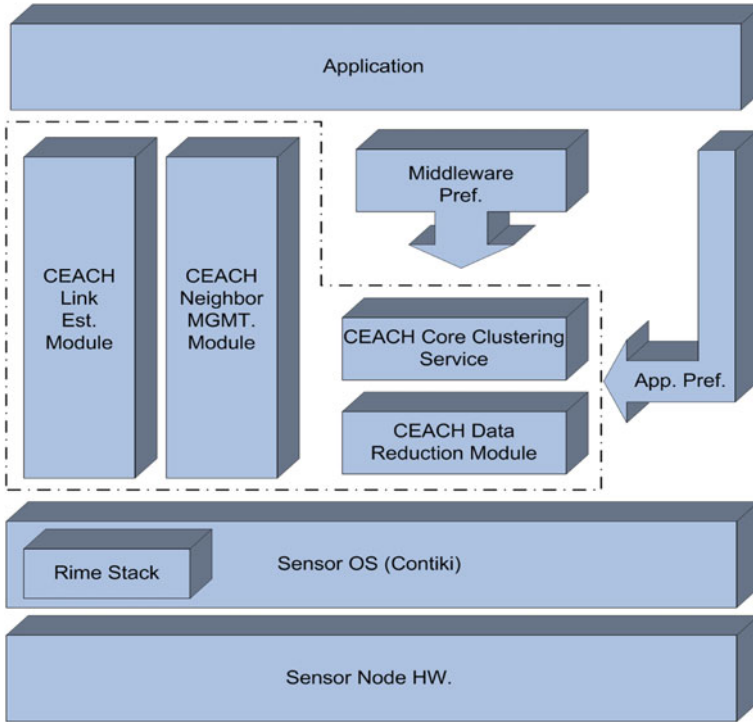 Application
Middleware
Pref.
CEACH
Link
Est.
Module
CEACH
Neighbor
MGMT.
Module
CEACH Core Clustering
Service
App. Pref.
CEACH Data
Reduction Module
Sensor OS (Contiki)
Rime Stack
Sensor Node HW.